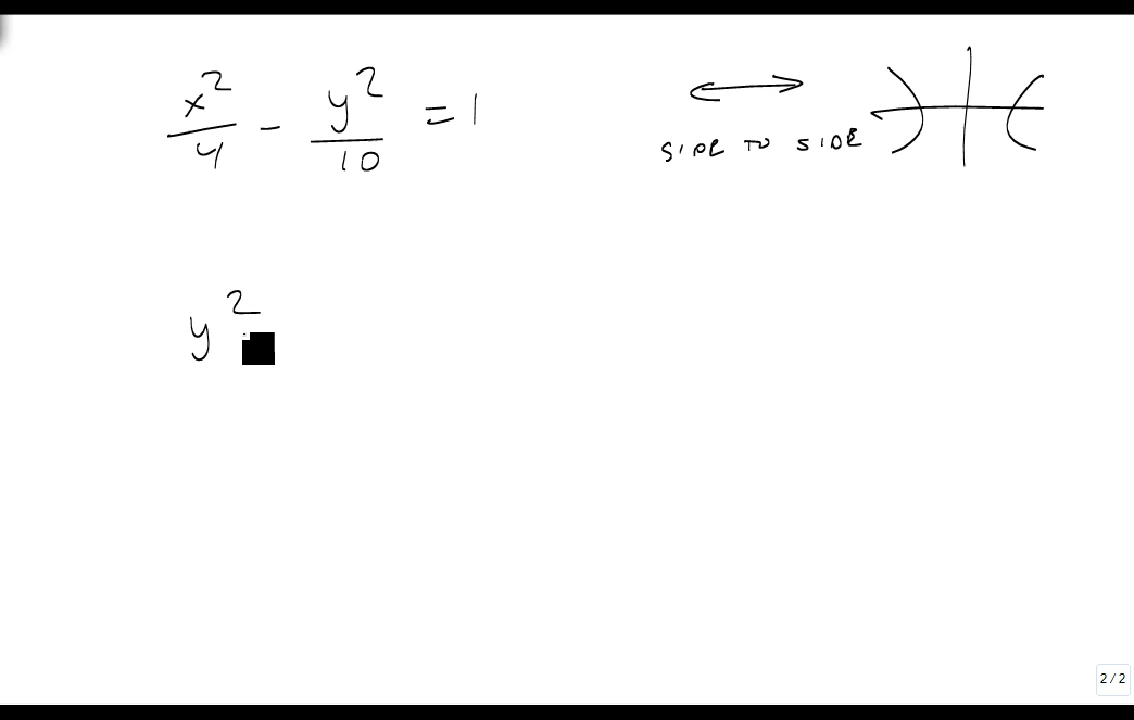 x²/4 - y²/10 = 1
SIDE TO SIDE
y²
2/2